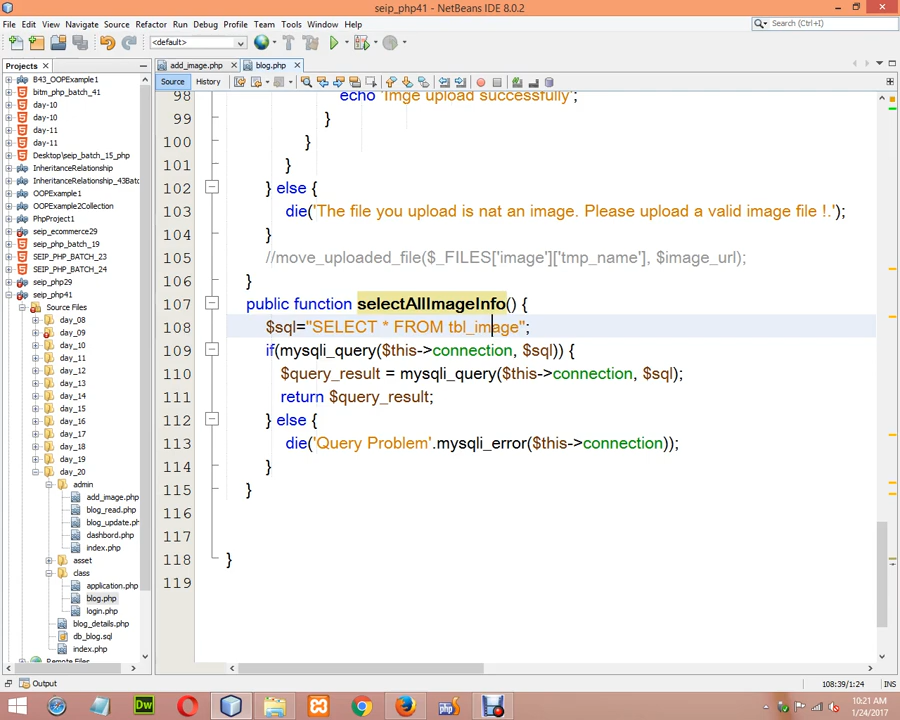 seip_php41 - NetBeans IDE 8.0.2
File Edit View Navigate Source Refactor Run Debug Profile Team Tools Window Help
Search (Ctrl+I)
<default>
Projects
add_image.php
blog.php
Source History
B43_OOPExample1
bitm_php_batch_41
day-10
day-10
day-11
day-11
Desktop\seip_batch_15_php
InheritanceRelationship
InheritanceRelationship_43Batc
OOPExample1
OOPExample2Collection
PhpProject1
seip_ecommerce29
seip_php_batch_19
SEIP_PHP_BATCH_23
SEIP_PHP_BATCH_24
seip_php29
seip_php41
Source Files
day_08
day_09
day_10
day_11
day_12
day_13
day_14
day_15
day_16
day_17
day_18
day_19
day_20
admin
add_image.php
blog_read.php
blog_update.ph
dashbord.php
index.php
asset
class
application.php
blog.php
login.php
blog_details.php
db_blog.sql
index.php
Remote Files
98 echo 'Imge upload successfully';
99 }
100 }
101 }
102 } else {
103 die('The file you upload is nat an image. Please upload a valid image file !.');
104 }
105 //move_uploaded_file($_FILES['image']['tmp_name'], $image_url);
106 }
107 public function selectAllImageInfo() {
108 $sql="SELECT * FROM tbl_image";
109 if(mysqli_query($this->connection, $sql)) {
110 $query_result = mysqli_query($this->connection, $sql);
111 return $query_result;
112 } else {
113 die('Query Problem'.mysqli_error($this->connection));
114 }
115 }
116
117
118 }
119
Output
108:39/1:24 INS
Dw
php
10:21 AM
1/24/2017